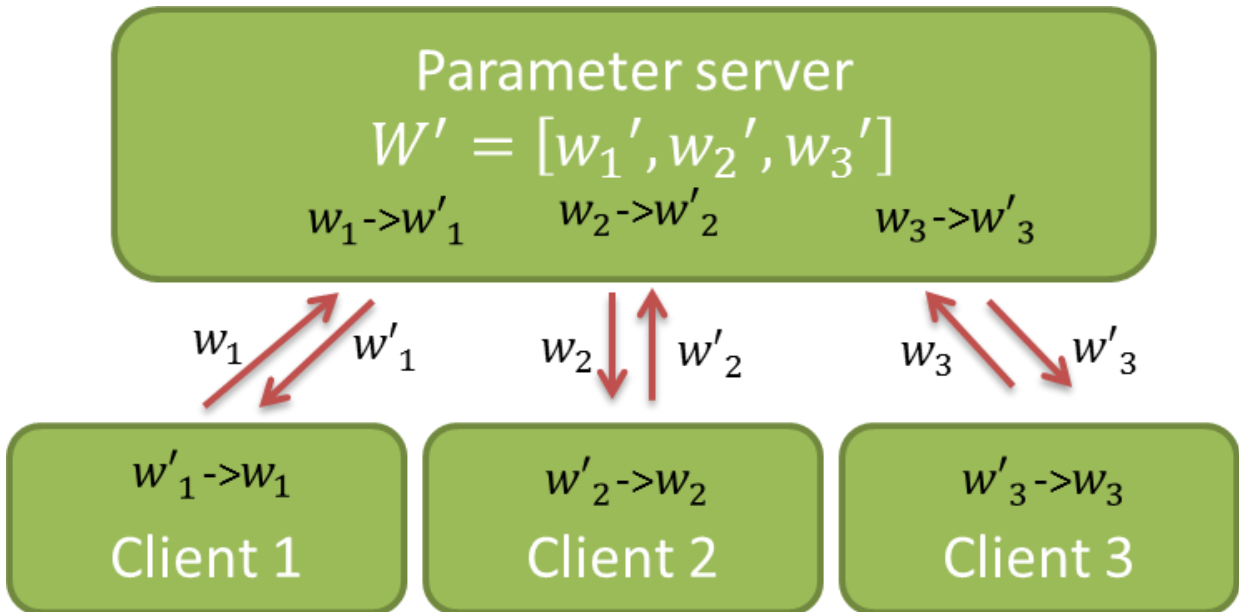 Parameter server
W' = [w₁', w₂', w₃']
w₁->w'₁ w₂->w'₂ w₃->w'₃
w₁ w'₁ w₂ w'₂ w₃ w'₃
w'₁->w₁ w'₂->w₂ w'₃->w₃
Client 1 Client 2 Client 3